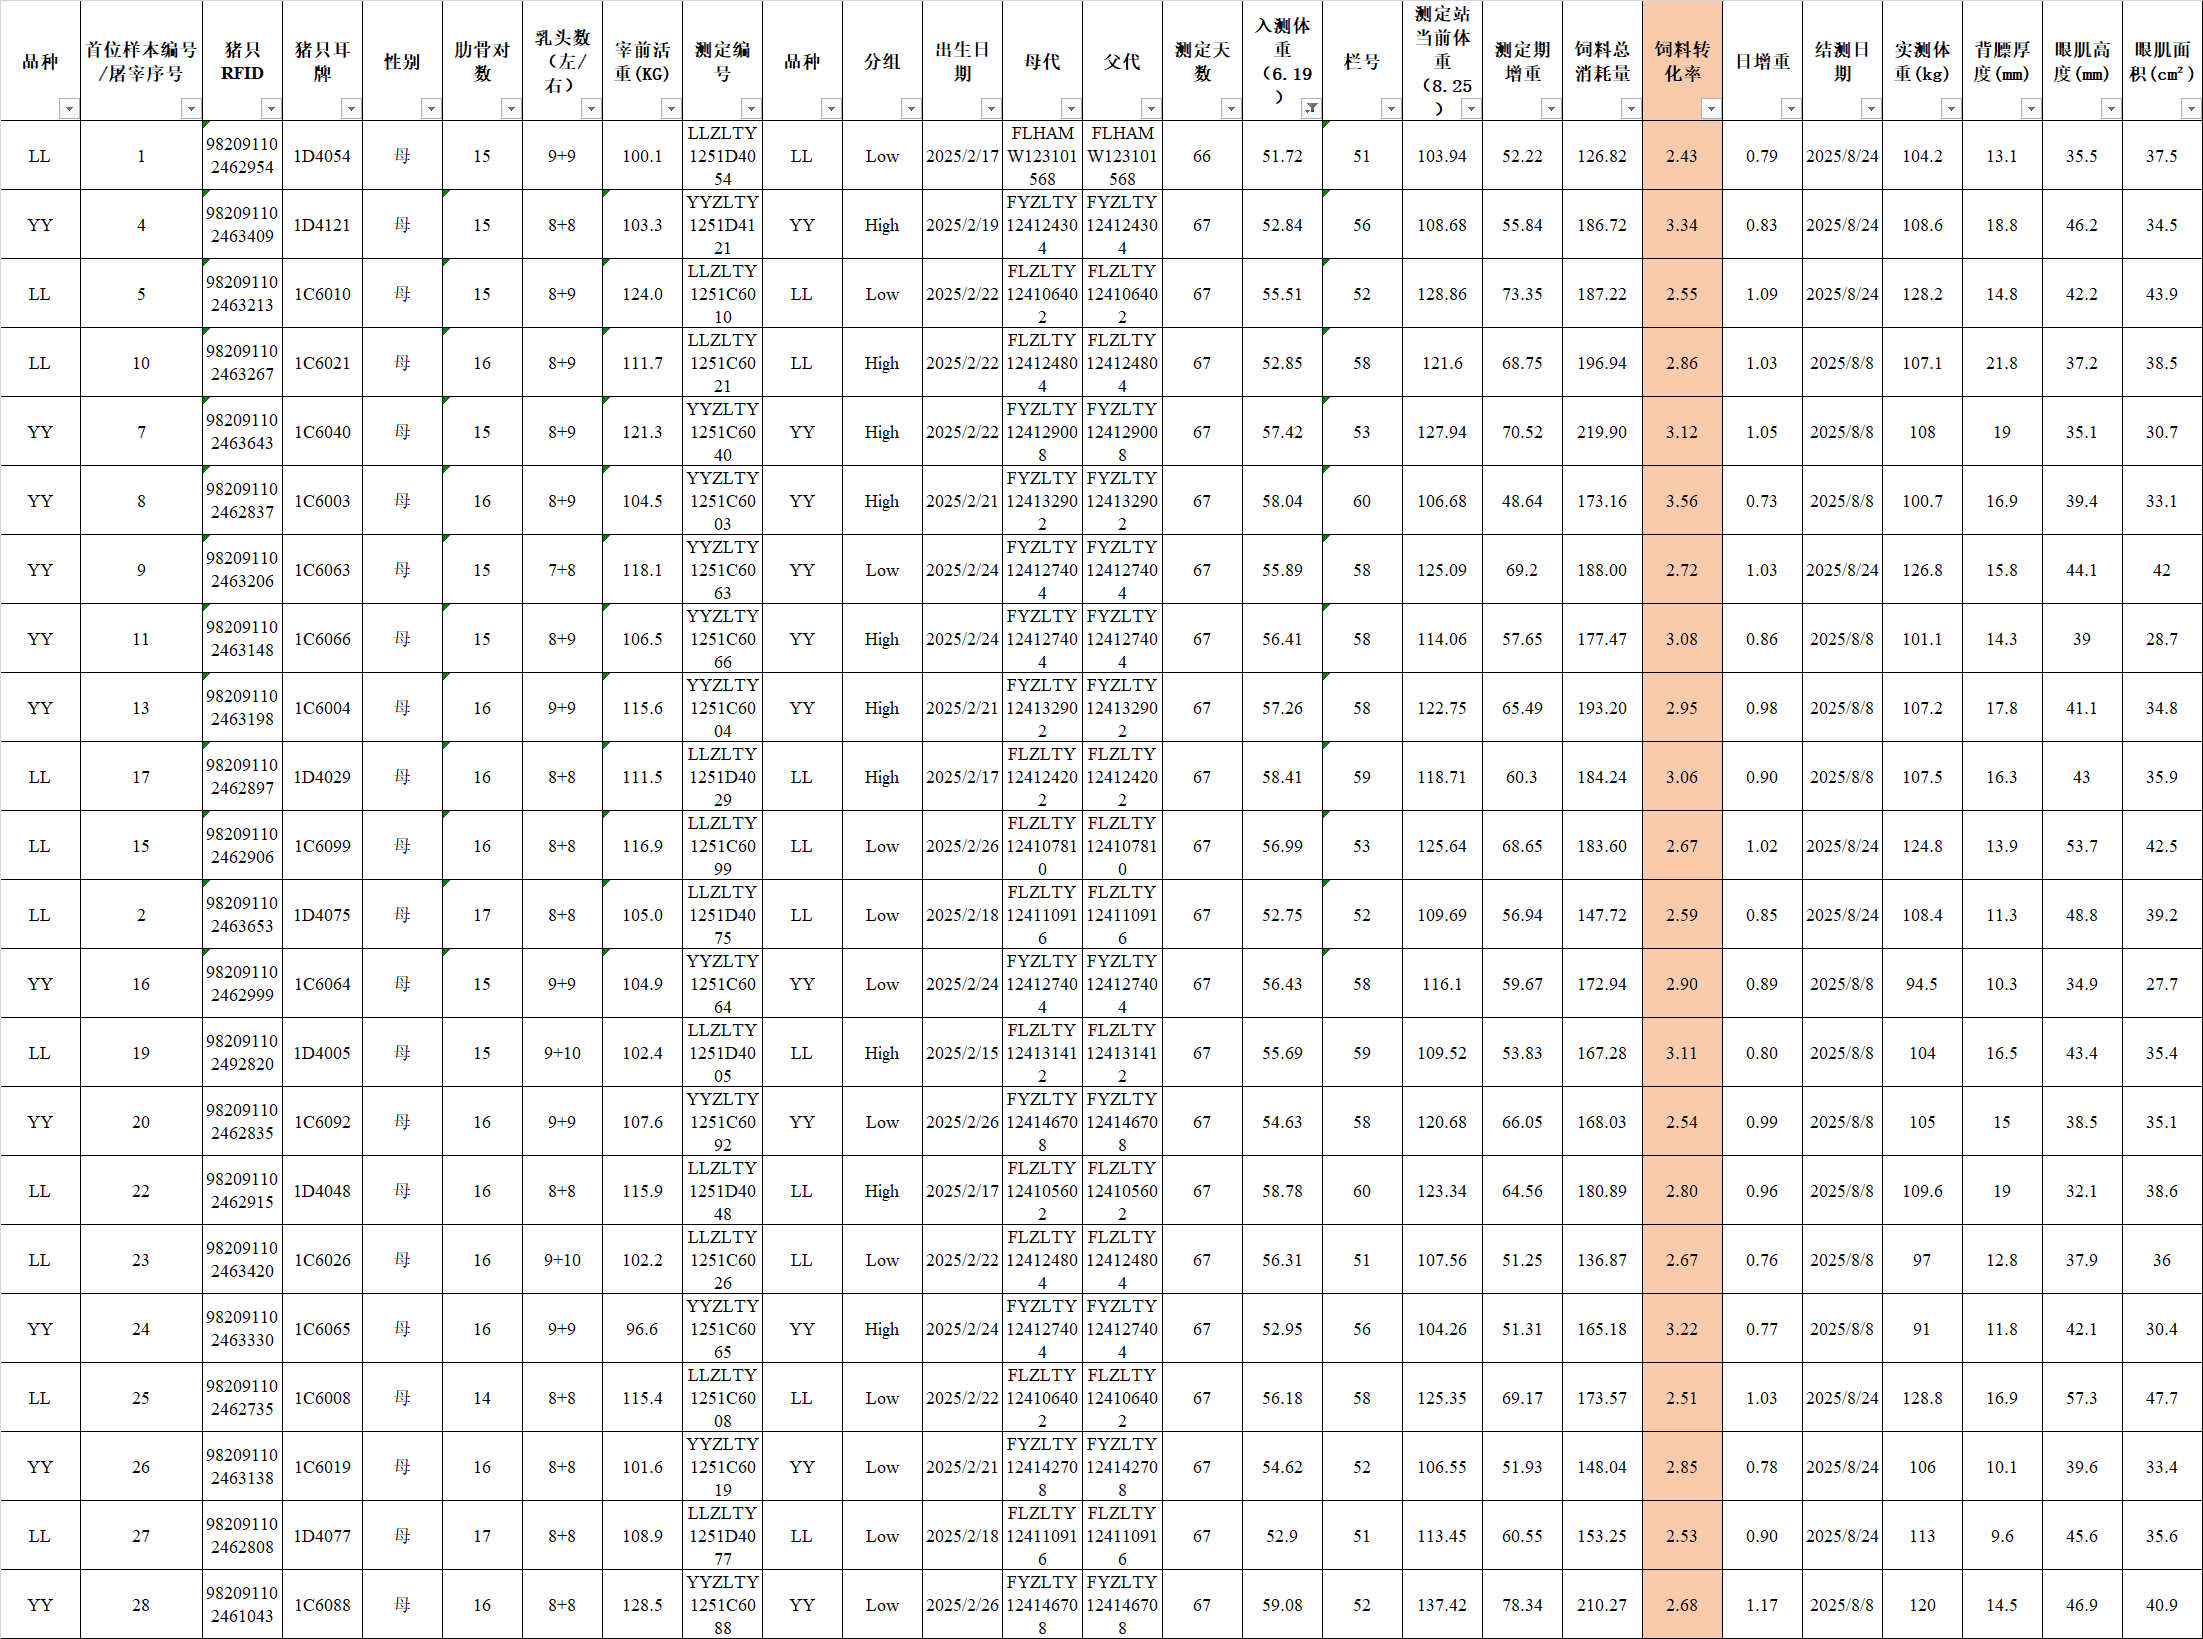 品种 首位样本编号/屠宰序号 猪只RFID 猪只耳牌 性别 肋骨对数 乳头数（左/右） 宰前活重(KG) 测定编号 品种 分组 出生日期 母代 父代 测定天数 入测体重（6.19） 栏号 测定站当前体重（8.25） 测定期增重 饲料总消耗量 饲料转化率 日增重 结测日期 实测体重(kg) 背膘厚度(mm) 眼肌高度(mm) 眼肌面积(cm²)
LL 1 982091102462954 1D4054 母 15 9+9 100.1 LLZLTY1251D4054 LL Low 2025/2/17 FLHAMW123101568 FLHAMW123101568 66 51.72 51 103.94 52.22 126.82 2.43 0.79 2025/8/24 104.2 13.1 35.5 37.5
YY 4 982091102463409 1D4121 母 15 8+8 103.3 YYZLTY1251D4121 YY High 2025/2/19 FYZLTY124124304 FYZLTY124124304 67 52.84 56 108.68 55.84 186.72 3.34 0.83 2025/8/24 108.6 18.8 46.2 34.5
LL 5 982091102463213 1C6010 母 15 8+9 124.0 LLZLTY1251C6010 LL Low 2025/2/22 FLZLTY124106402 FLZLTY124106402 67 55.51 52 128.86 73.35 187.22 2.55 1.09 2025/8/24 128.2 14.8 42.2 43.9
LL 10 982091102463267 1C6021 母 16 8+9 111.7 LLZLTY1251C6021 LL High 2025/2/22 FLZLTY124124804 FLZLTY124124804 67 52.85 58 121.6 68.75 196.94 2.86 1.03 2025/8/8 107.1 21.8 37.2 38.5
YY 7 982091102463643 1C6040 母 15 8+9 121.3 YYZLTY1251C6040 YY High 2025/2/22 FYZLTY124129008 FYZLTY124129008 67 57.42 53 127.94 70.52 219.90 3.12 1.05 2025/8/8 108 19 35.1 30.7
YY 8 982091102462837 1C6003 母 16 8+9 104.5 YYZLTY1251C6003 YY High 2025/2/21 FYZLTY124132902 FYZLTY124132902 67 58.04 60 106.68 48.64 173.16 3.56 0.73 2025/8/8 100.7 16.9 39.4 33.1
YY 9 982091102463206 1C6063 母 15 7+8 118.1 YYZLTY1251C6063 YY Low 2025/2/24 FYZLTY124127404 FYZLTY124127404 67 55.89 58 125.09 69.2 188.00 2.72 1.03 2025/8/24 126.8 15.8 44.1 42
YY 11 982091102463148 1C6066 母 15 8+9 106.5 YYZLTY1251C6066 YY High 2025/2/24 FYZLTY124127404 FYZLTY124127404 67 56.41 58 114.06 57.65 177.47 3.08 0.86 2025/8/8 101.1 14.3 39 28.7
YY 13 982091102463198 1C6004 母 16 9+9 115.6 YYZLTY1251C6004 YY High 2025/2/21 FYZLTY124132902 FYZLTY124132902 67 57.26 58 122.75 65.49 193.20 2.95 0.98 2025/8/8 107.2 17.8 41.1 34.8
LL 17 982091102462897 1D4029 母 16 8+8 111.5 LLZLTY1251D4029 LL High 2025/2/17 FLZLTY124124202 FLZLTY124124202 67 58.41 59 118.71 60.3 184.24 3.06 0.90 2025/8/8 107.5 16.3 43 35.9
LL 15 982091102462906 1C6099 母 16 8+8 116.9 LLZLTY1251C6099 LL Low 2025/2/26 FLZLTY124107810 FLZLTY124107810 67 56.99 53 125.64 68.65 183.60 2.67 1.02 2025/8/24 124.8 13.9 53.7 42.5
LL 2 982091102463653 1D4075 母 17 8+8 105.0 LLZLTY1251D4075 LL Low 2025/2/18 FLZLTY124110916 FLZLTY124110916 67 52.75 52 109.69 56.94 147.72 2.59 0.85 2025/8/24 108.4 11.3 48.8 39.2
YY 16 982091102462999 1C6064 母 15 9+9 104.9 YYZLTY1251C6064 YY Low 2025/2/24 FYZLTY124127404 FYZLTY124127404 67 56.43 58 116.1 59.67 172.94 2.90 0.89 2025/8/8 94.5 10.3 34.9 27.7
LL 19 982091102492820 1D4005 母 15 9+10 102.4 LLZLTY1251D4005 LL High 2025/2/15 FLZLTY124131412 FLZLTY124131412 67 55.69 59 109.52 53.83 167.28 3.11 0.80 2025/8/8 104 16.5 43.4 35.4
YY 20 982091102462835 1C6092 母 16 9+9 107.6 YYZLTY1251C6092 YY Low 2025/2/26 FYZLTY124146708 FYZLTY124146708 67 54.63 58 120.68 66.05 168.03 2.54 0.99 2025/8/8 105 15 38.5 35.1
LL 22 982091102462915 1D4048 母 16 8+8 115.9 LLZLTY1251D4048 LL High 2025/2/17 FLZLTY124105602 FLZLTY124105602 67 58.78 60 123.34 64.56 180.89 2.80 0.96 2025/8/8 109.6 19 32.1 38.6
LL 23 982091102463420 1C6026 母 16 9+10 102.2 LLZLTY1251C6026 LL Low 2025/2/22 FLZLTY124124804 FLZLTY124124804 67 56.31 51 107.56 51.25 136.87 2.67 0.76 2025/8/8 97 12.8 37.9 36
YY 24 982091102463330 1C6065 母 16 9+9 96.6 YYZLTY1251C6065 YY High 2025/2/24 FYZLTY124127404 FYZLTY124127404 67 52.95 56 104.26 51.31 165.18 3.22 0.77 2025/8/8 91 11.8 42.1 30.4
LL 25 982091102462735 1C6008 母 14 8+8 115.4 LLZLTY1251C6008 LL Low 2025/2/22 FLZLTY124106402 FLZLTY124106402 67 56.18 58 125.35 69.17 173.57 2.51 1.03 2025/8/24 128.8 16.9 57.3 47.7
YY 26 982091102463138 1C6019 母 16 8+8 101.6 YYZLTY1251C6019 YY Low 2025/2/21 FYZLTY124142708 FYZLTY124142708 67 54.62 52 106.55 51.93 148.04 2.85 0.78 2025/8/24 106 10.1 39.6 33.4
LL 27 982091102462808 1D4077 母 17 8+8 108.9 LLZLTY1251D4077 LL Low 2025/2/18 FLZLTY124110916 FLZLTY124110916 67 52.9 51 113.45 60.55 153.25 2.53 0.90 2025/8/24 113 9.6 45.6 35.6
YY 28 982091102461043 1C6088 母 16 8+8 128.5 YYZLTY1251C6088 YY Low 2025/2/26 FYZLTY124146708 FYZLTY124146708 67 59.08 52 137.42 78.34 210.27 2.68 1.17 2025/8/8 120 14.5 46.9 40.9